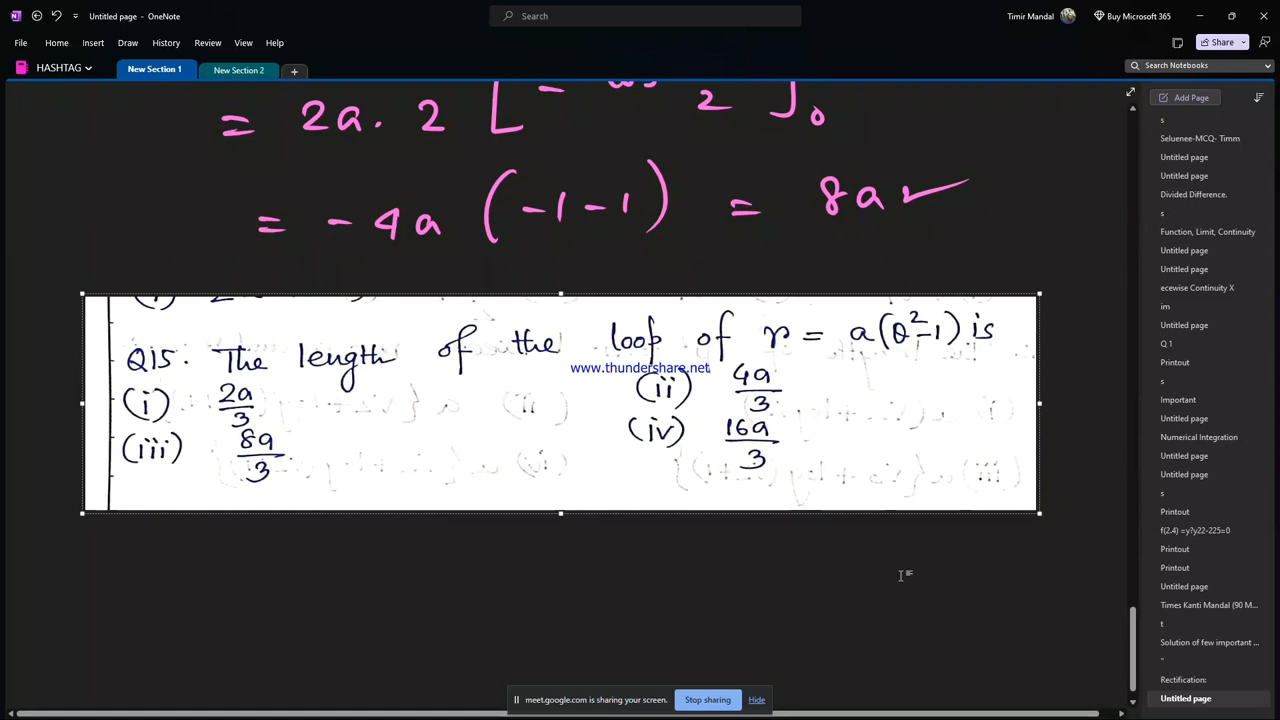 Untitled page - OneNote
Search
Timir Mandal
Buy Microsoft 365
File Home Insert Draw History Review View Help
Share
HASHTAG
New Section 1
New Section 2
+
Search Notebooks
Add Page
= 2a. 2 [ - cos 2 ]0
= - 4a (-1-1) = 8a ✓
Q15. The length of the loop of r = a(θ²-1) is
www.thundershare.net
(i) 2a/3 (ii) 4a/3
(iii) 8a/3 (iv) 16a/3
s
Seluenee-MCQ- Timm
Untitled page
Untitled page
Divided Difference.
s
Function, Limit, Continuity
Untitled page
Untitled page
ecewise Continuity X
im
Untitled page
Q 1
Printout
s
Important
Untitled page
Numerical Integration
Untitled page
Untitled page
s
Printout
f(2.4) =y?y22-225=0
Printout
Printout
Untitled page
Times Kanti Mandal (90 M...
t
Solution of few important ...
"
Rectification:
Untitled page
meet.google.com is sharing your screen.
Stop sharing
Hide